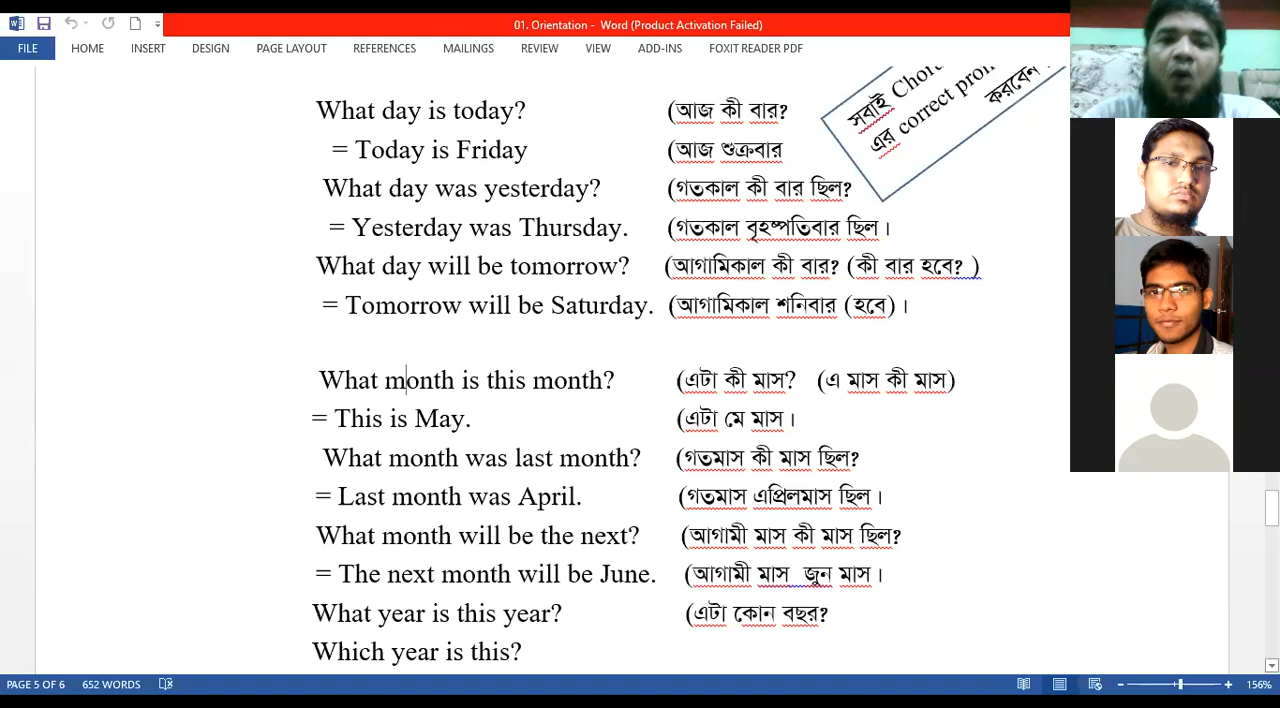 01. Orientation - Word (Product Activation Failed)
FILE HOME INSERT DESIGN PAGE LAYOUT REFERENCES MAILINGS REVIEW VIEW ADD-INS FOXIT READER PDF
সবাই
এর correct
করবেন
What day is today? (আজ কী বার?
= Today is Friday (আজ শুক্রবার
What day was yesterday? (গতকাল কী বার ছিল?
= Yesterday was Thursday. (গতকাল বৃহষ্পতিবার ছিল।
What day will be tomorrow? (আগামিকাল কী বার? (কী বার হবে? )
= Tomorrow will be Saturday. (আগামিকাল শনিবার (হবে)।
What month is this month? (এটা কী মাস? (এ মাস কী মাস)
= This is May. (এটা মে মাস।
What month was last month? (গতমাস কী মাস ছিল?
= Last month was April. (গতমাস এপ্রিলমাস ছিল।
What month will be the next? (আগামী মাস কী মাস ছিল?
= The next month will be June. (আগামী মাস জুন মাস।
What year is this year? (এটা কোন বছর?
Which year is this?
PAGE 5 OF 6 652 WORDS 156%